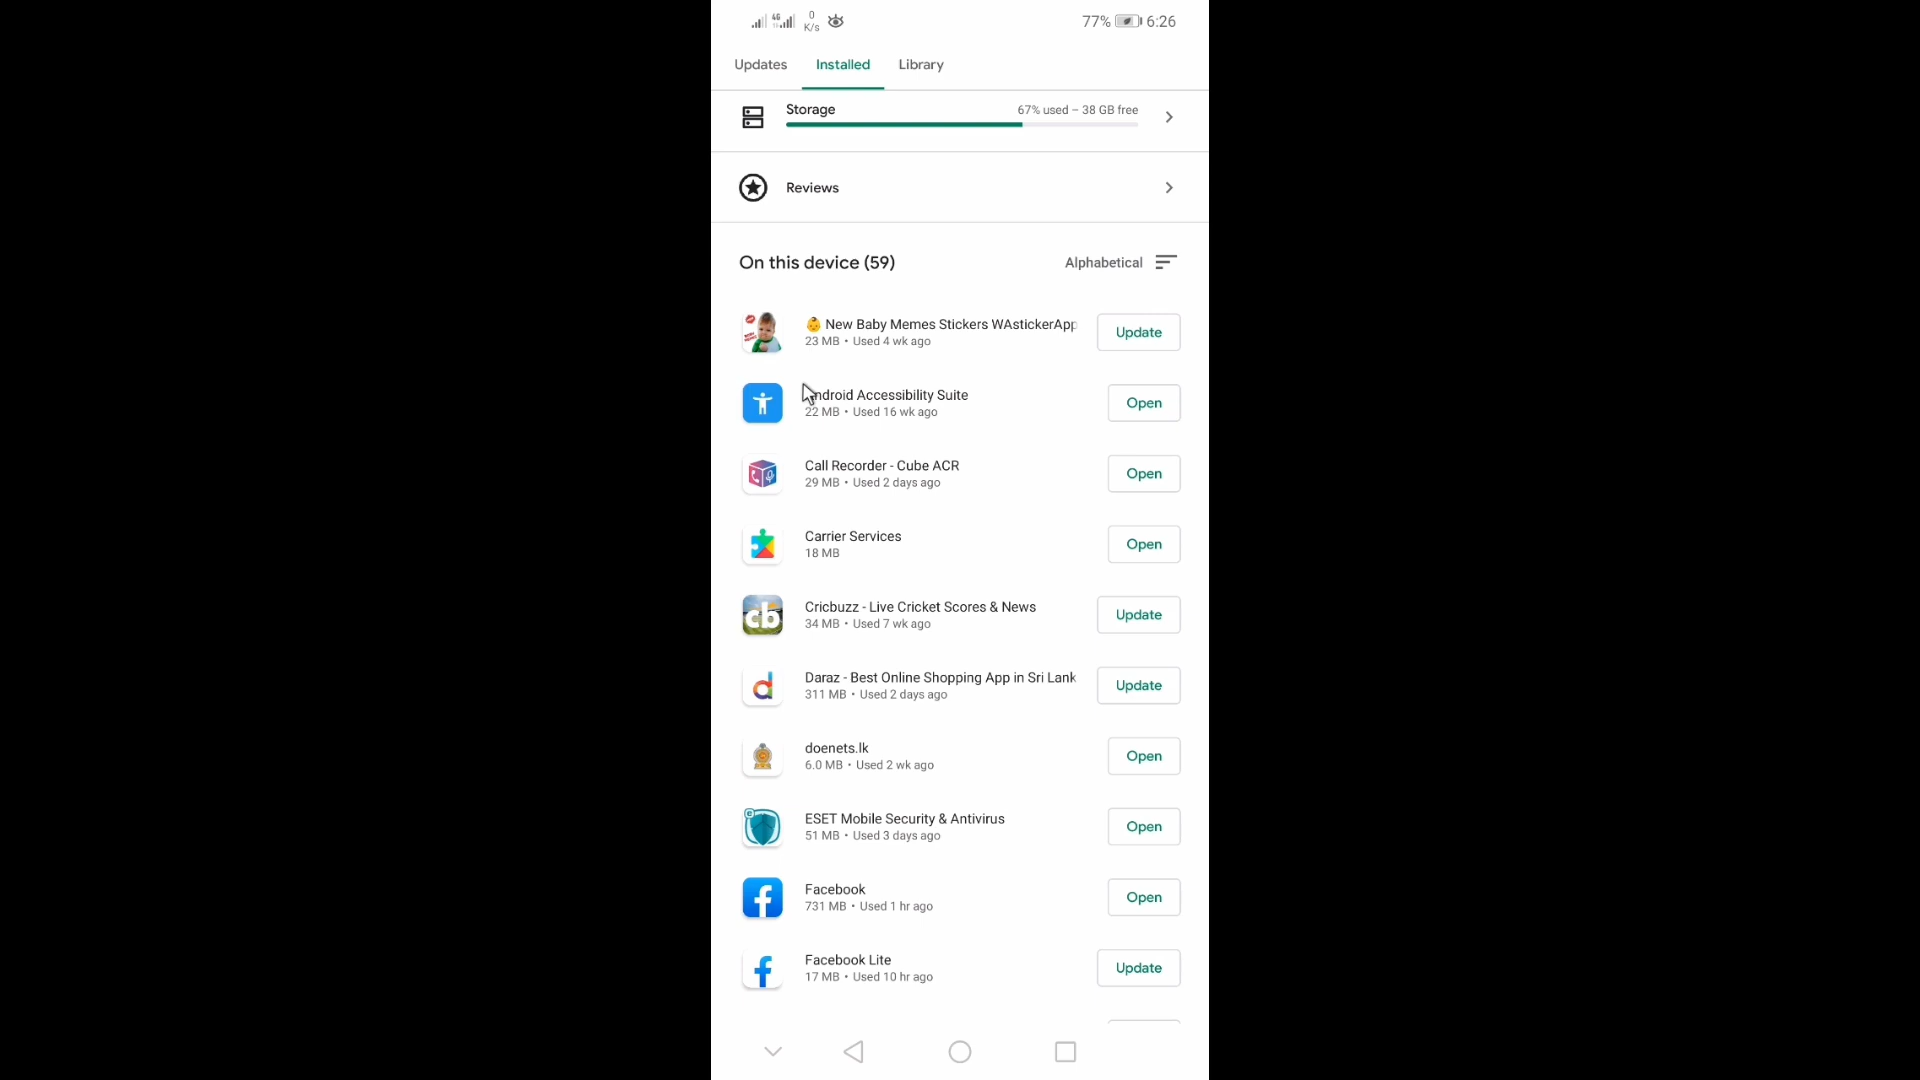 4G
0
K/s
77%
6:26
Updates
Installed
Library
Storage
67% used – 38 GB free
Reviews
On this device (59)
Alphabetical
👶 New Baby Memes Stickers WAstickerApp
23 MB • Used 4 wk ago
Update
Android Accessibility Suite
22 MB • Used 16 wk ago
Open
Call Recorder - Cube ACR
29 MB • Used 2 days ago
Open
Carrier Services
18 MB
Open
cb
Cricbuzz - Live Cricket Scores & News
34 MB • Used 7 wk ago
Update
Daraz - Best Online Shopping App in Sri Lank
311 MB • Used 2 days ago
Update
doenets.lk
6.0 MB • Used 2 wk ago
Open
ESET Mobile Security & Antivirus
51 MB • Used 3 days ago
Open
Facebook
731 MB • Used 1 hr ago
Open
Facebook Lite
17 MB • Used 10 hr ago
Update